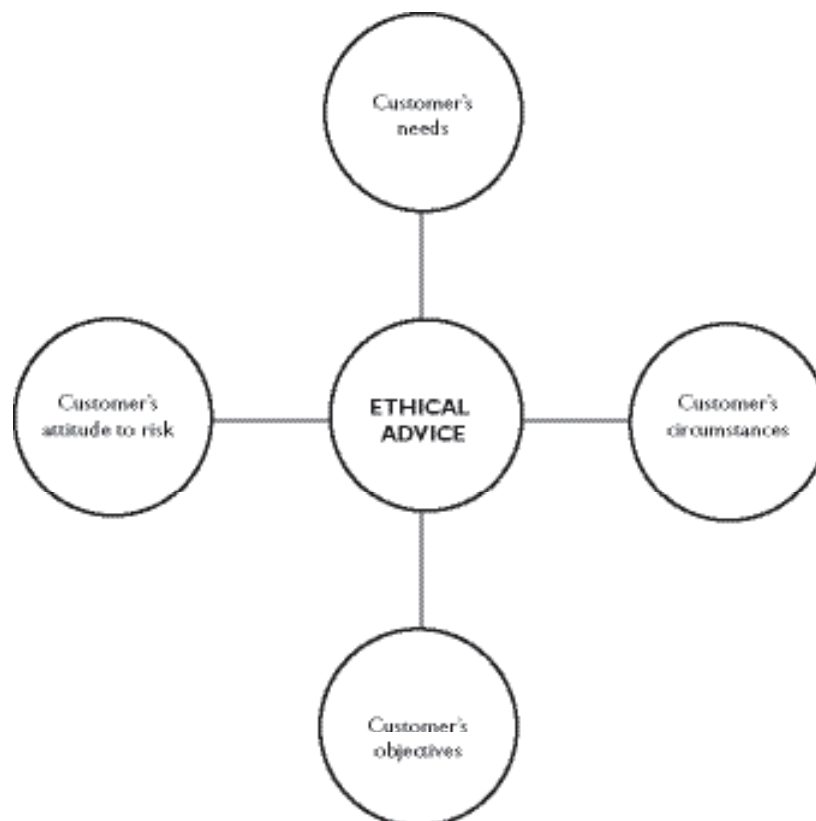 Customer's
needs
Customer's
attitude to risk
ETHICAL
ADVICE
Customer's
circumstances
Customer's
objectives